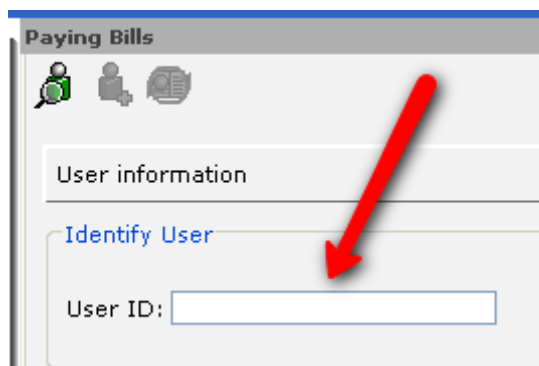 Paying Bills
User information
Identify User
User ID: